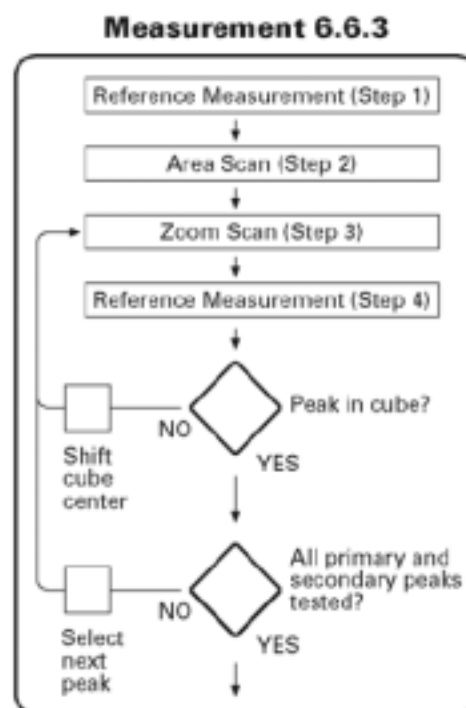 Measurement 6.6.3
Reference Measurement (Step 1)
Area Scan (Step 2)
Zoom Scan (Step 3)
Reference Measurement (Step 4)
Peak in cube?
NO
YES
Shift
cube
center
All primary and
secondary peaks
tested?
NO
YES
Select
next
peak